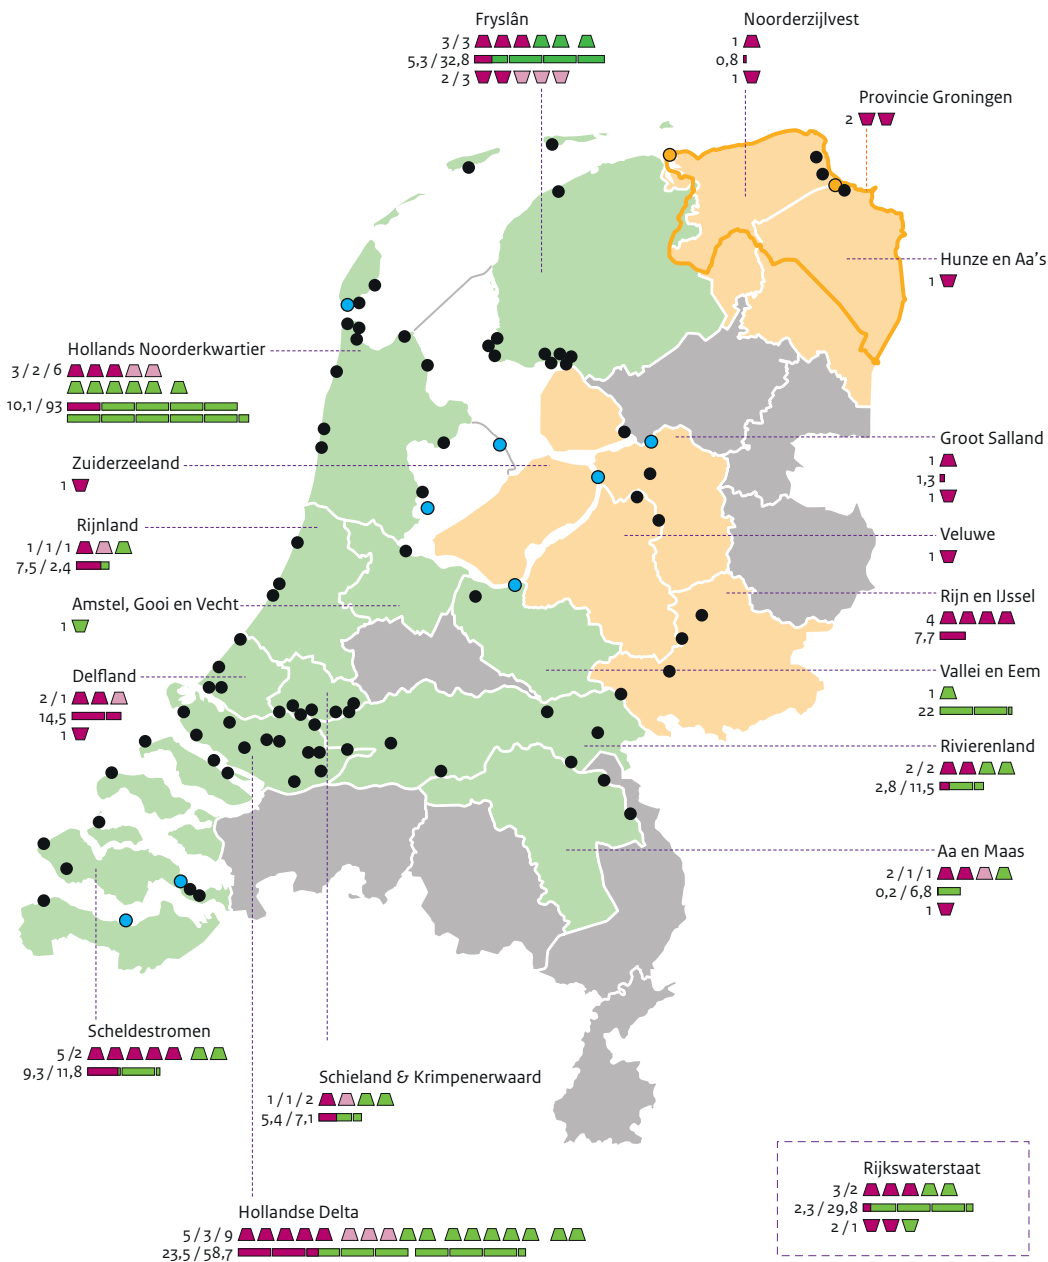 Fryslân
3 / 3
5,3 / 32,8
2 / 3
Noorderzijlvest
1
0,8
1
Provincie Groningen
2
Hunze en Aa's
1
Hollands Noorderkwartier
3 / 2 / 6
10,1 / 93
Zuiderzeeland
1
Rijnland
1 / 1 / 1
7,5 / 2,4
Amstel, Gooi en Vecht
1
Delfland
2 / 1
14,5
1
Groot Salland
1
1,3
1
Veluwe
1
Rijn en IJssel
4
7,7
Vallei en Eem
1
22
Rivierenland
2 / 2
2,8 / 11,5
Aa en Maas
2 / 1 / 1
0,2 / 6,8
1
Scheldestromen
5 / 2
9,3 / 11,8
Schieland & Krimpenerwaard
1 / 1 / 2
5,4 / 7,1
Hollandse Delta
5 / 3 / 9
23,5 / 58,7
Rijkswaterstaat
3 / 2
2,3 / 29,8
2 / 1